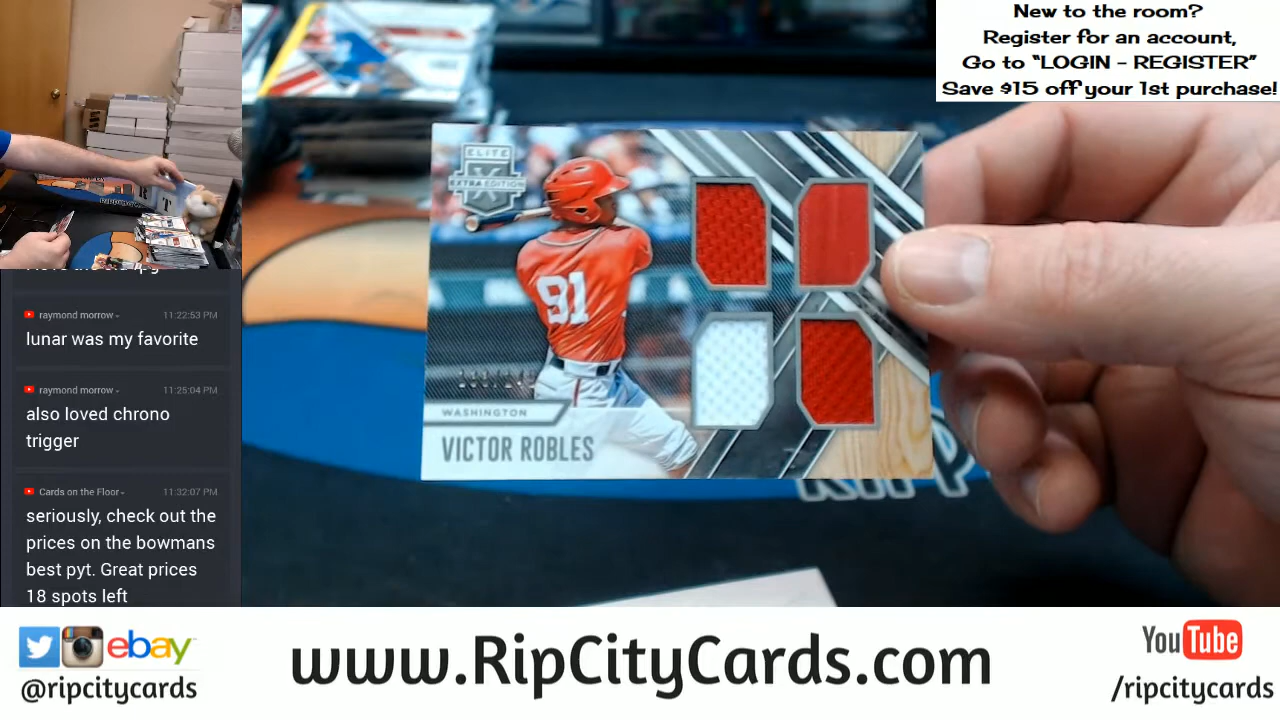 New to the room?
Register for an account,
Go to "LOGIN - REGISTER"
Save $15 off your 1st purchase!
ELITE
X
EXTRA EDITION
91
WASHINGTON
VICTOR ROBLES
raymond morrow
11:22:53 PM
lunar was my favorite
raymond morrow
11:25:04 PM
also loved chrono
trigger
Cards on the Floor
11:32:07 PM
seriously, check out the
prices on the bowmans
best pyt. Great prices
18 spots left
ebay
@ripcitycards
www.RipCityCards.com
YouTube
/ripcitycards